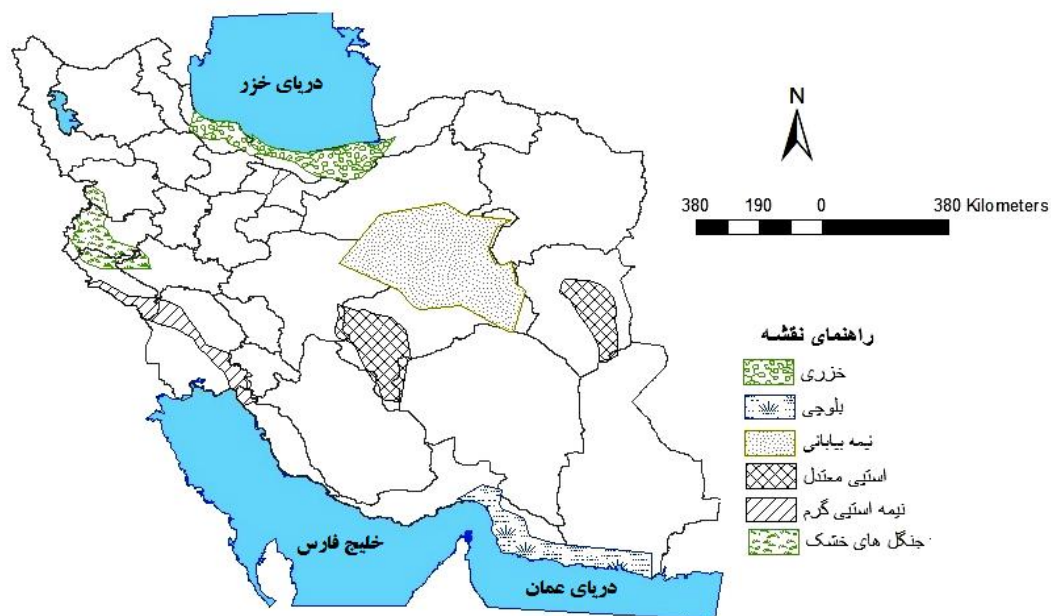 دریای خزر
N
380 190 0 380 Kilometers
راهنمای نقشه
خزری
بلوچی
نیمه بیابانی
استپی معتدل
نیمه استپی گرم
جنگل های خشک
خلیج فارس
دریای عمان